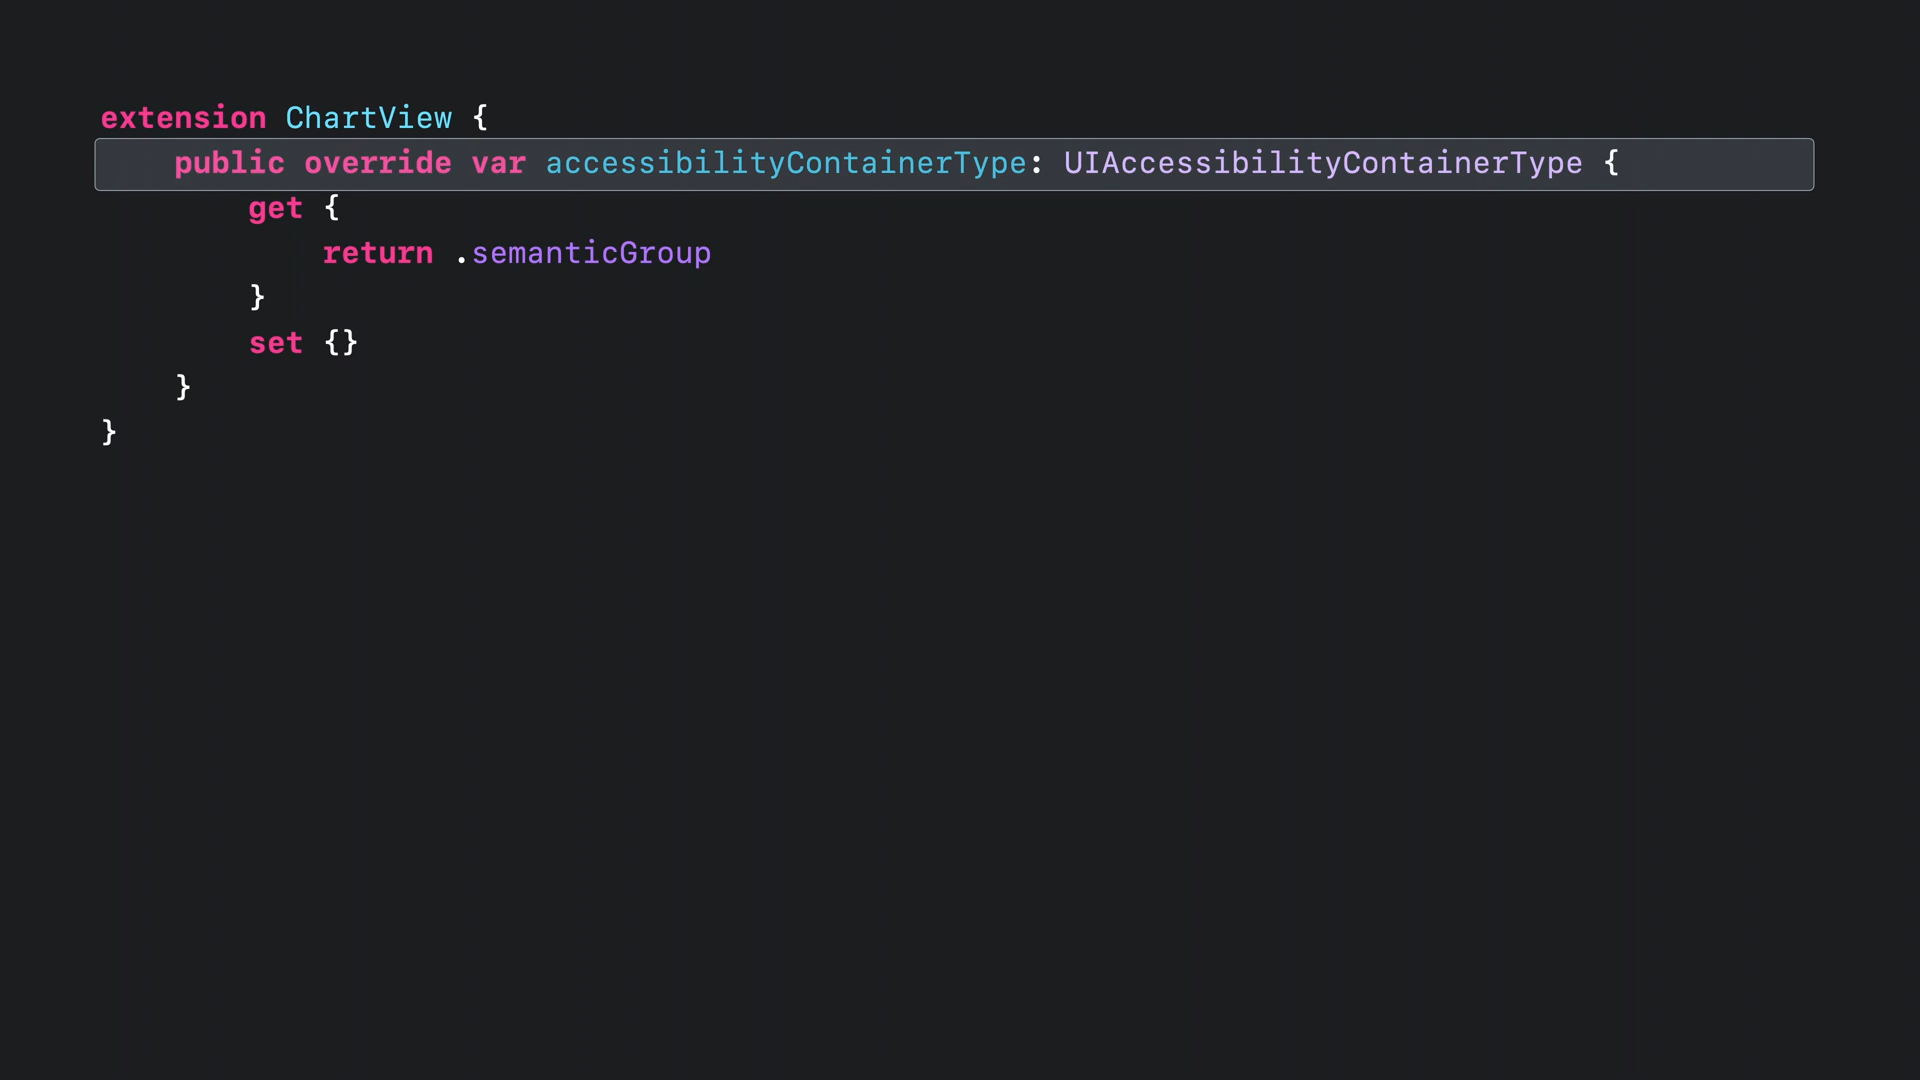 extension ChartView {
    public override var accessibilityContainerType: UIAccessibilityContainerType {
        get {
            return .semanticGroup
        }
        set {}
    }
}